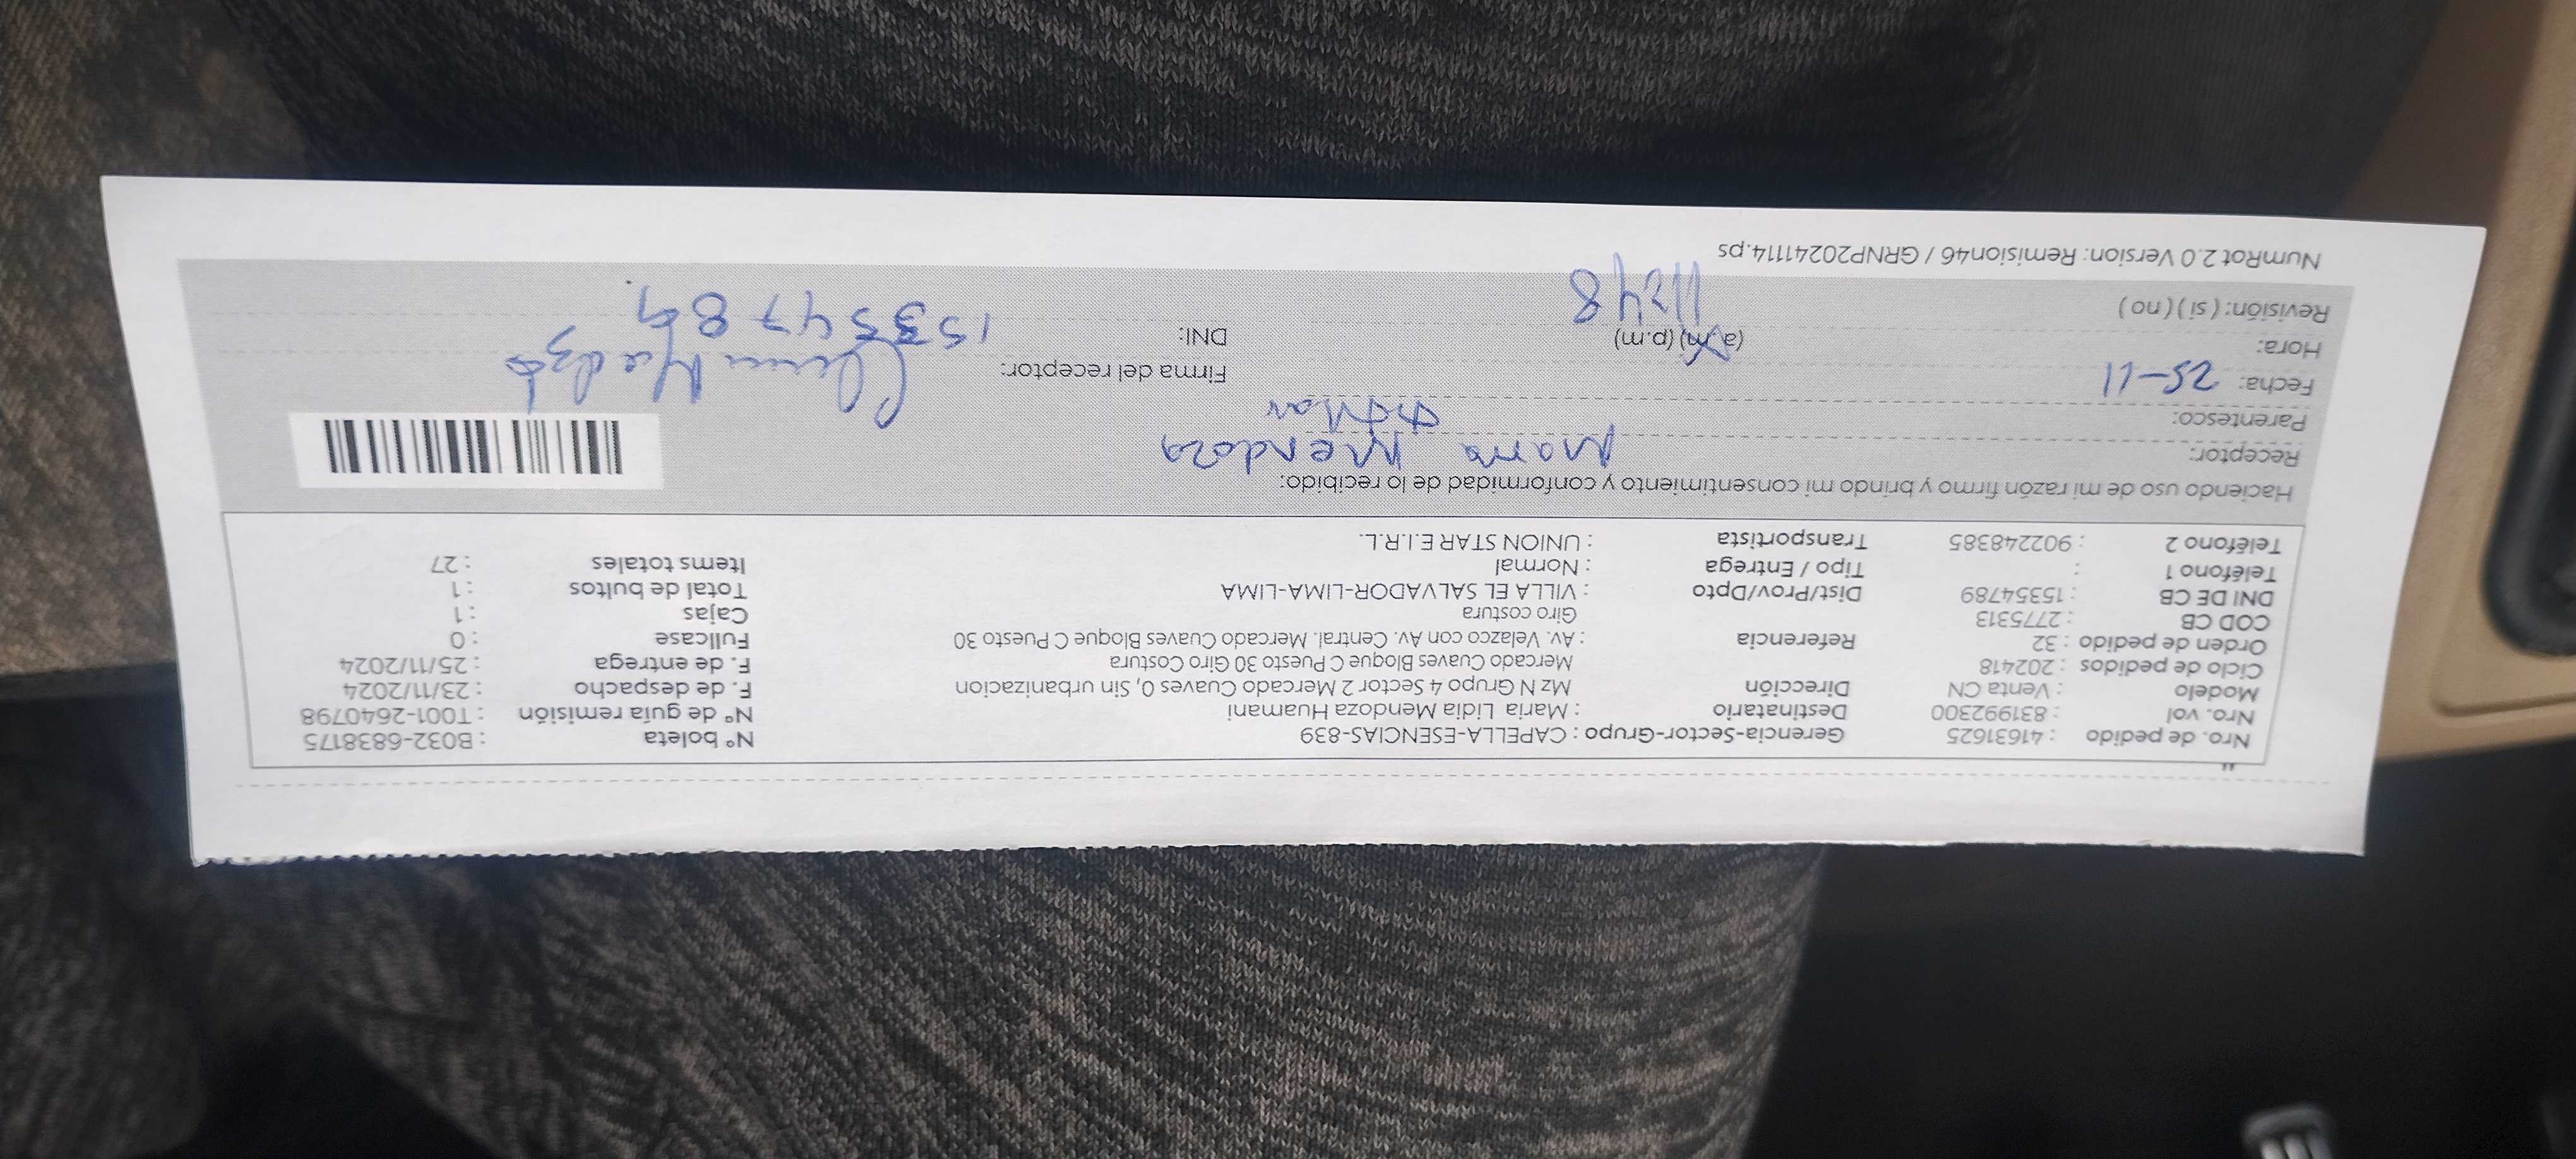 Nro. de pedido : 41631625 Gerencia-Sector-Grupo : CAPELLA-ESENCIAS-839 N° boleta : B032-6838175
Nro. vol : 831992300 Destinatario : Maria Lidia Mendoza Huamani N° de guía remisión : T001-2640798
Modelo : Venta CN Dirección Mz N Grupo 4 Sector 2 Mercado Cuaves 0, Sin urbanizacion F. de despacho : 23/11/2024
Ciclo de pedidos : 202418 Mercado Cuaves Bloque C Puesto 30 Giro Costura F. de entrega : 25/11/2024
Orden de pedido : 32 Referencia : Av. Velazco con Av. Central. Mercado Cuaves Bloque C Puesto 30 Fullcase : 0
COD CB : 2775313 Giro costura Cajas : 1
DNI DE CB : 15354789 Dist/Prov/Dpto : VILLA EL SALVADOR-LIMA-LIMA Total de bultos : 1
Teléfono 1 : Tipo / Entrega : Normal Items totales : 27
Teléfono 2 : 902248385 Transportista : UNION STAR E.I.R.L.
Haciendo uso de mi razón firmo y brindo mi consentimiento y conformidad de lo recibido:
Receptor: Maria Mendoza
Parentesco:
Fecha: 25-11 Firma del receptor:
Hora: 11:48 (a.m) (p.m) DNI: 15354789
Revisión: ( si ) ( no )
NumRot 2.0 Version: Remision46 / GRNP20241114.ps